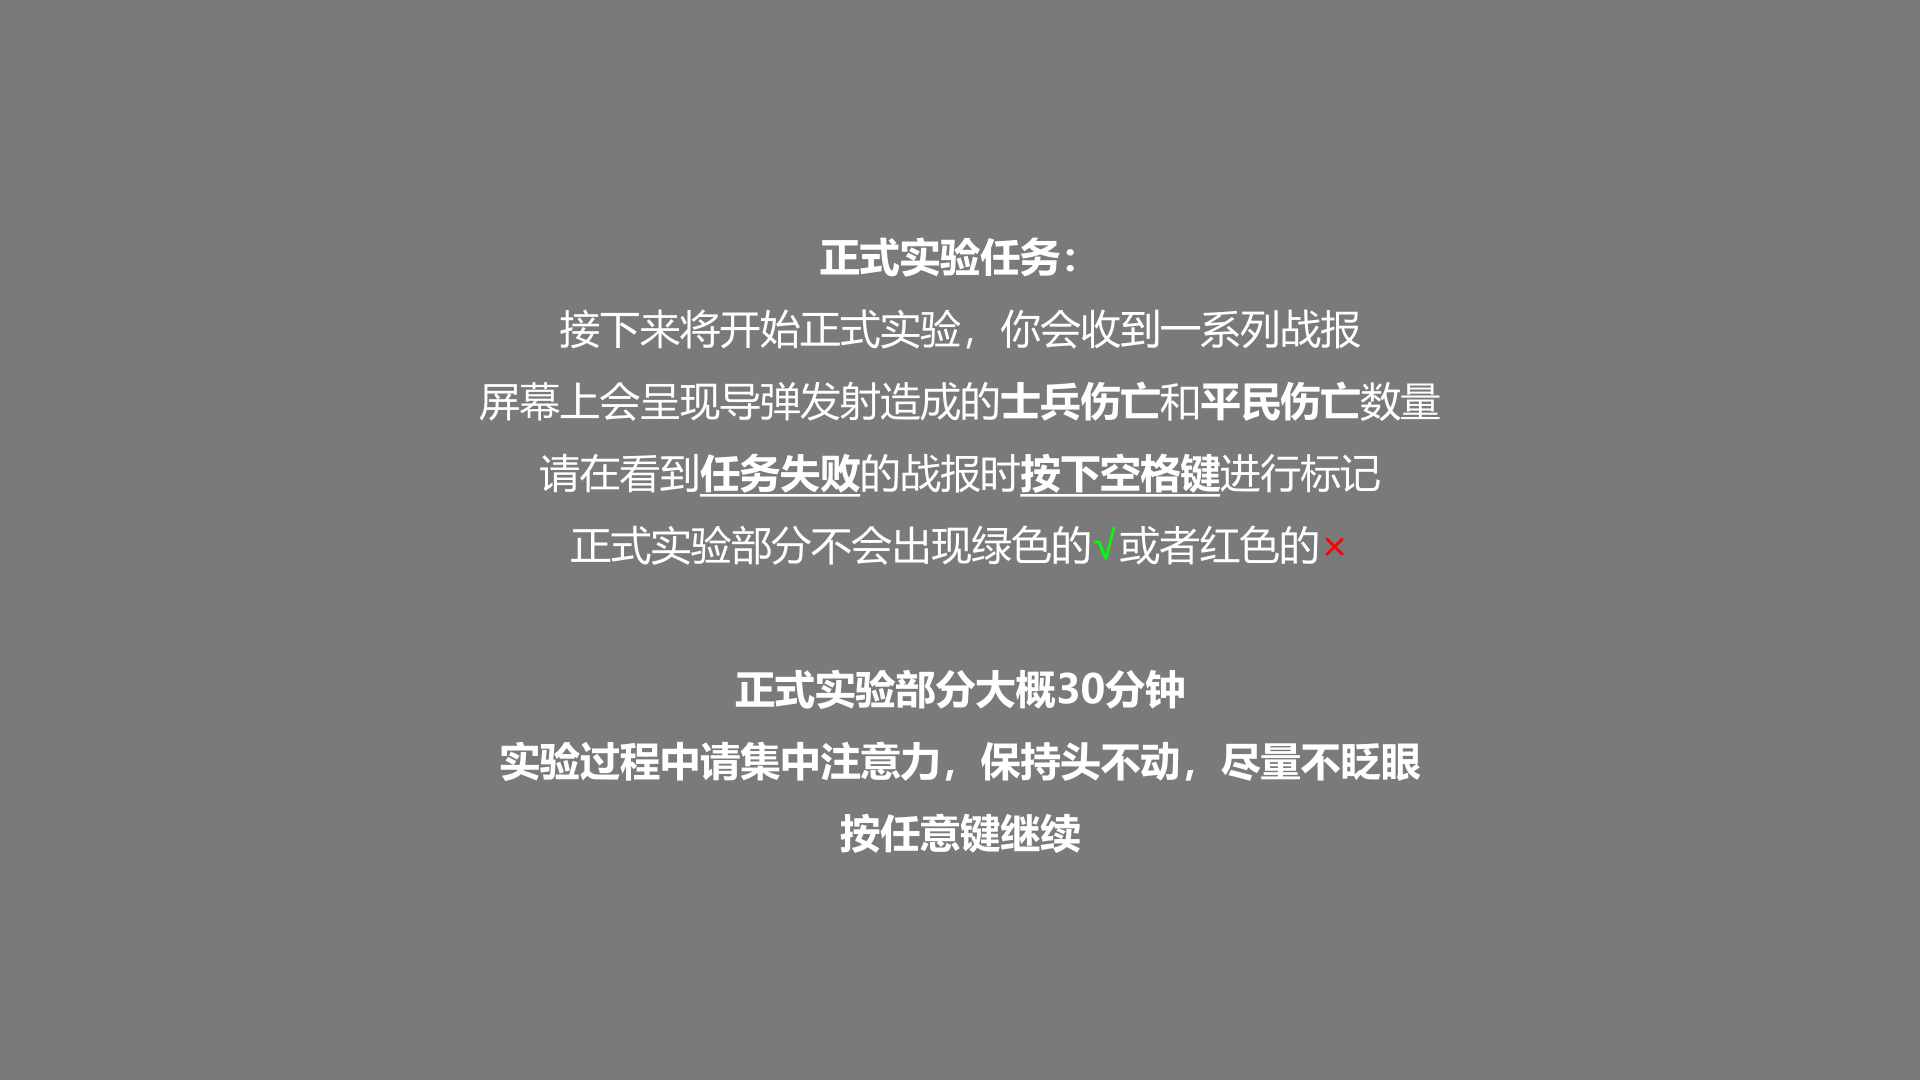 正式实验任务：
接下来将开始正式实验，你会收到一系列战报
屏幕上会呈现导弹发射造成的士兵伤亡和平民伤亡数量
请在看到任务失败的战报时按下空格键进行标记
正式实验部分不会出现绿色的√或者红色的×
正式实验部分大概30分钟
实验过程中请集中注意力，保持头不动，尽量不眨眼
按任意键继续